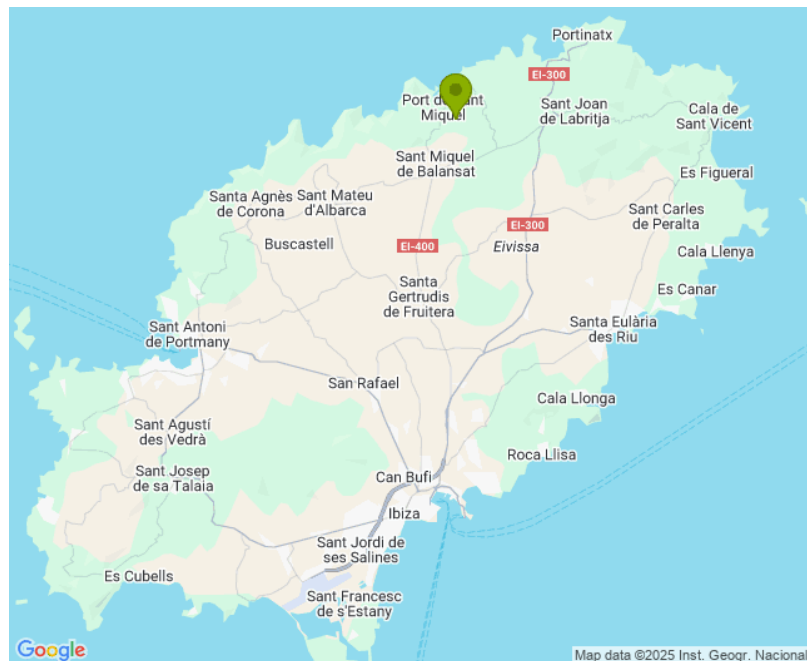 Portinatx
EI-300
Port de Sant
Miquel
Sant Joan
de Labritja
Cala de
Sant Vicent
Sant Miquel
de Balansat
Es Figueral
Santa Agnès
de Corona
Sant Mateu
d'Albarca
Sant Carles
de Peralta
EI-300
Buscastell
EI-400
Eivissa
Cala Llenya
Santa
Gertrudis
de Fruitera
Es Canar
Sant Antoni
de Portmany
Santa Eulària
des Riu
San Rafael
Cala Llonga
Sant Agustí
des Vedrà
Roca Llisa
Sant Josep
de sa Talaia
Can Bufi
Ibiza
Sant Jordi de
ses Salines
Es Cubells
Sant Francesc
de s'Estany
Google
Map data ©2025 Inst. Geogr. Nacional